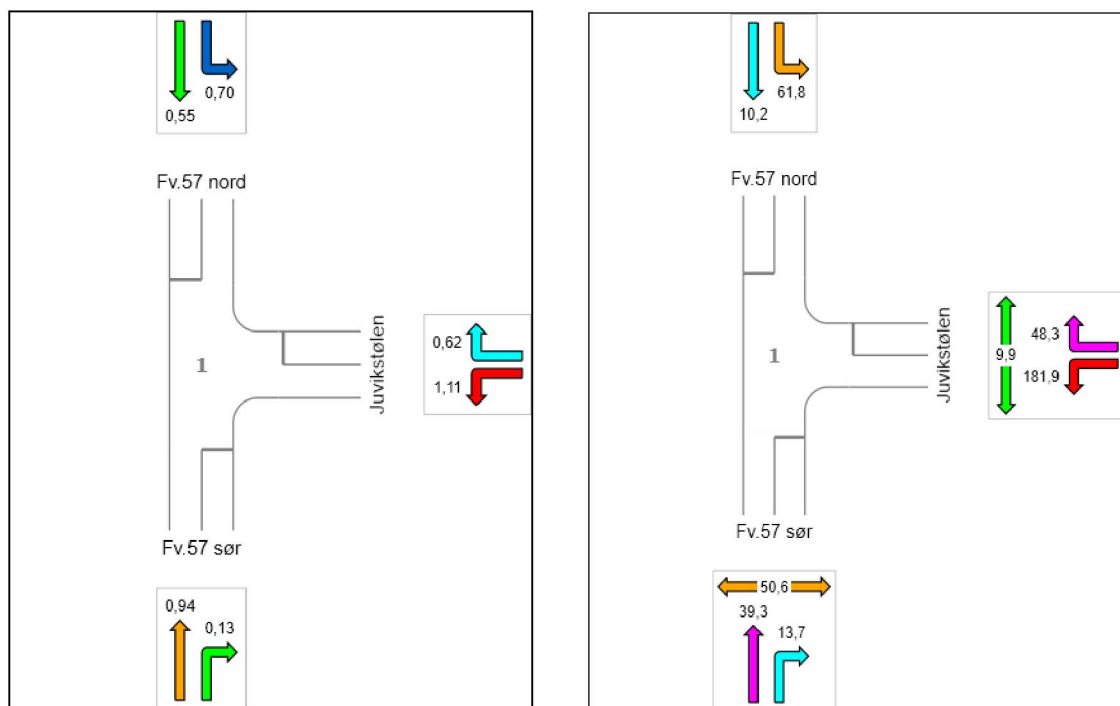 0,70
0,55
Fv.57 nord
0,62
1
1,11
Juvikstølen
Fv.57 sør
0,94
0,13
61,8
10,2
Fv.57 nord
48,3
9,9
1
181,9
Juvikstølen
Fv.57 sør
50,6
39,3
13,7